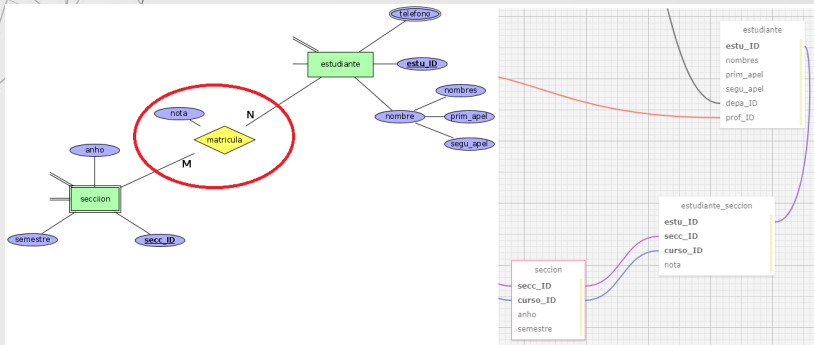 telefono
estudiante
estu_ID
nombres
nombre
prim_apel
segu_apel
nota
N
matricula
M
anho
secciion
semestre
secc_ID
estudiante
estu_ID
nombres
prim_apel
segu_apel
depa_ID
prof_ID
estudiante_seccion
estu_ID
secc_ID
curso_ID
nota
seccion
secc_ID
curso_ID
anho
semestre